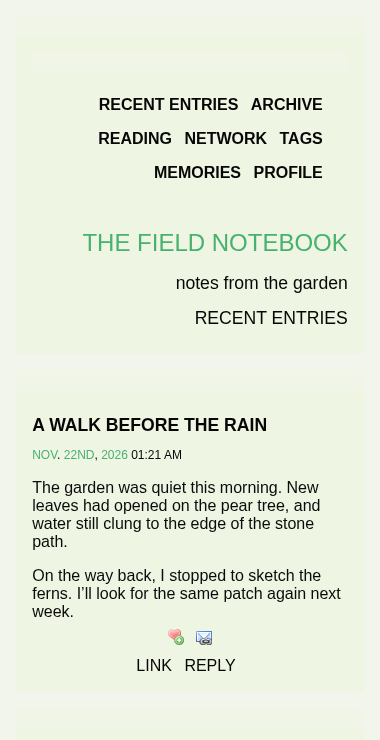 RECENT ENTRIES ARCHIVE
READING NETWORK TAGS
MEMORIES PROFILE
THE FIELD NOTEBOOK
notes from the garden
RECENT ENTRIES
A WALK BEFORE THE RAIN
NOV. 22ND, 2026 01:21 AM
The garden was quiet this morning. New
leaves had opened on the pear tree, and
water still clung to the edge of the stone
path.
On the way back, I stopped to sketch the
ferns. I’ll look for the same patch again next
week.
LINK REPLY